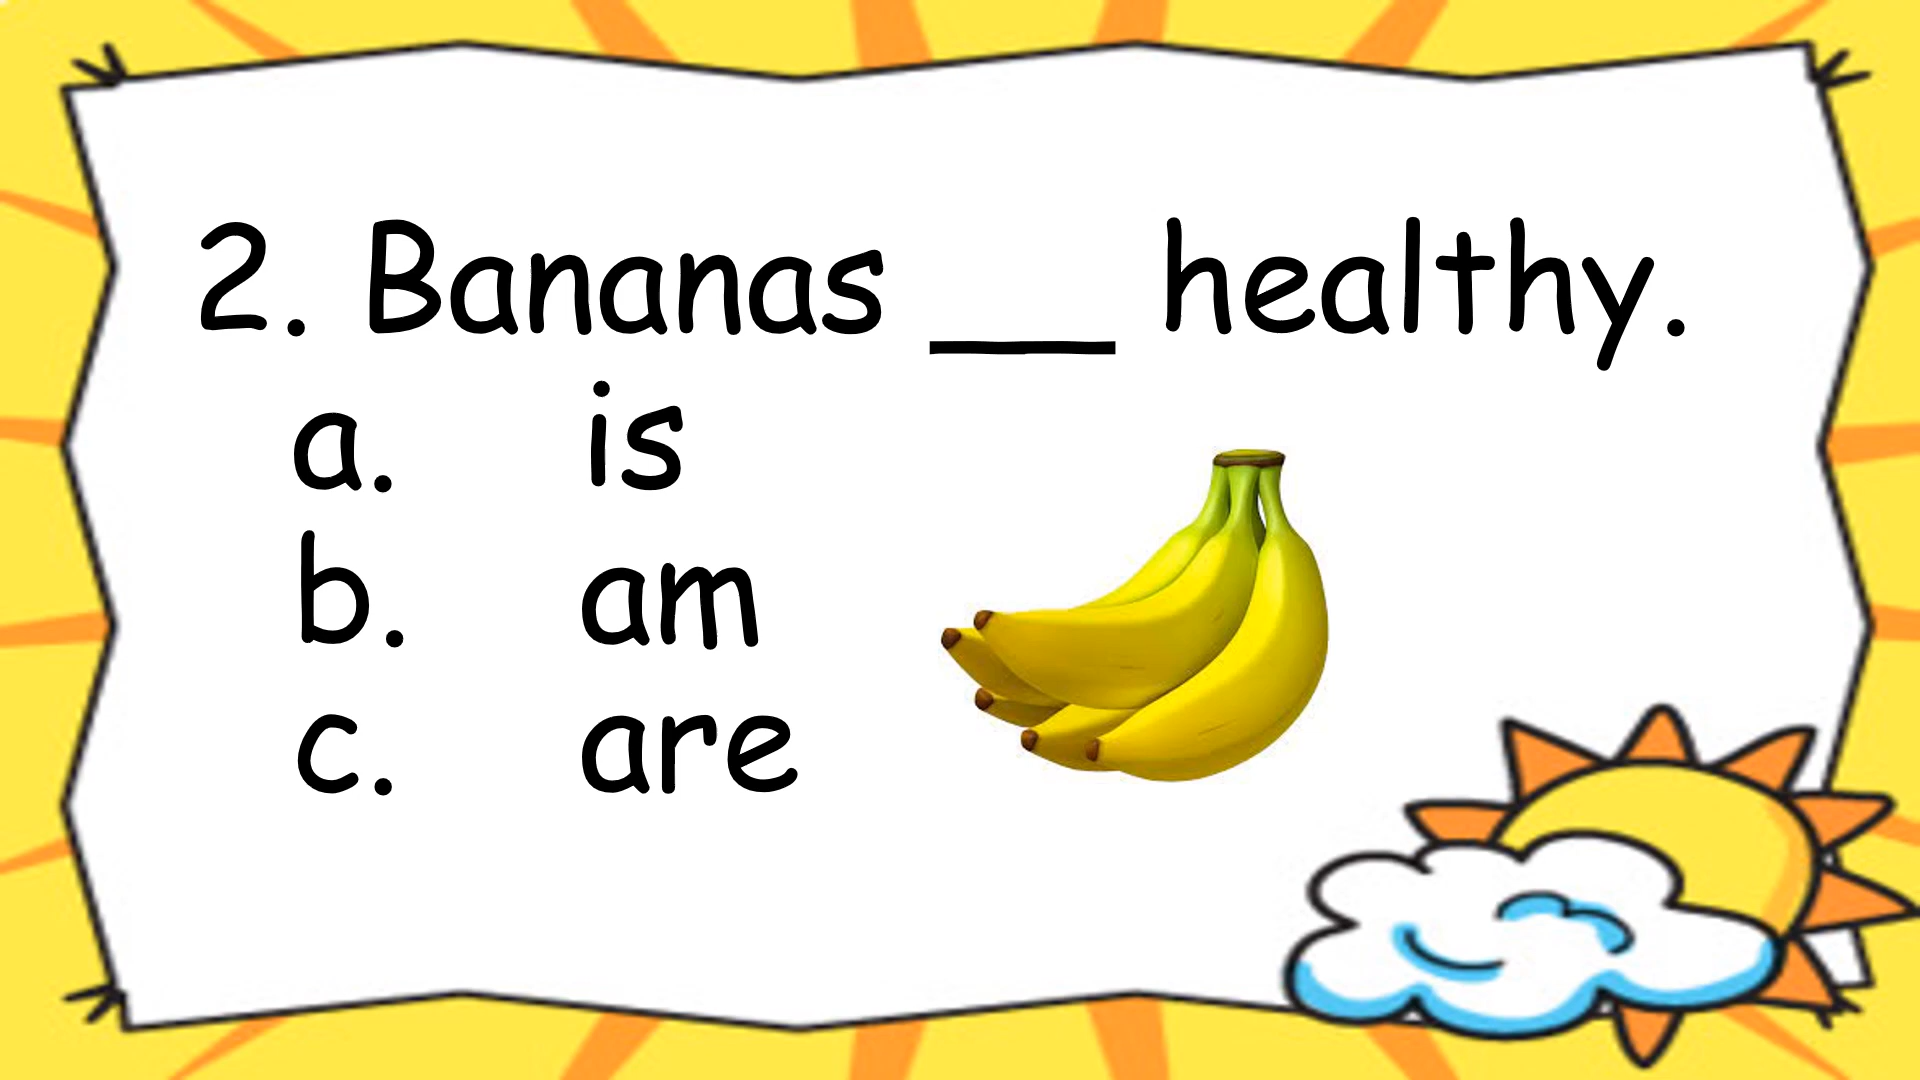 2. Bananas __ healthy.
a. is
b. am
c. are